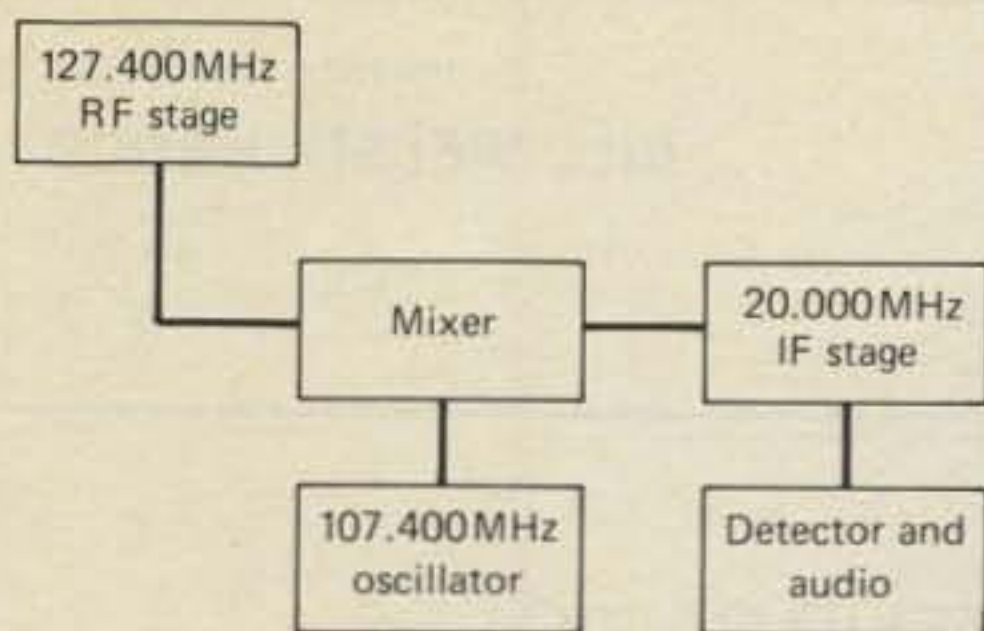 127.400MHz
RF stage
Mixer
20.000MHz
IF stage
107.400MHz
oscillator
Detector and
audio